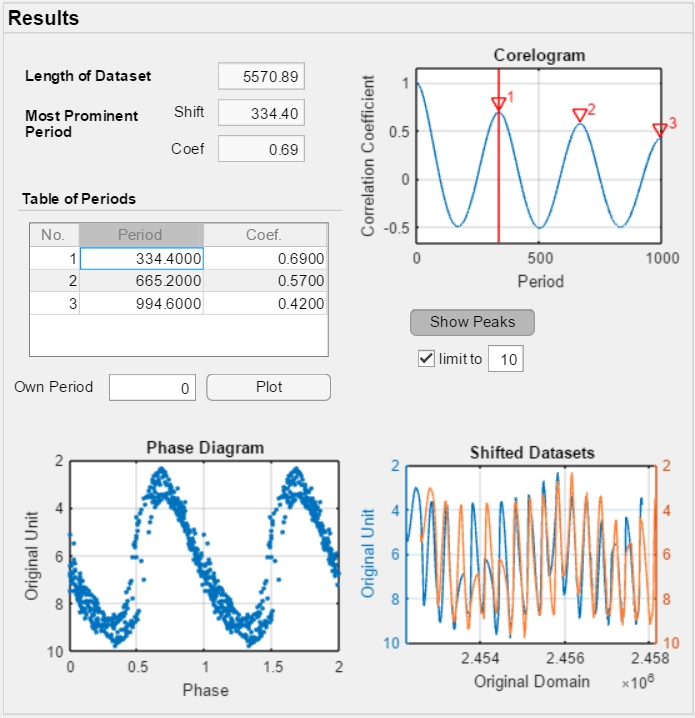 Results
Length of Dataset 5570.89
Most Prominent
Period
Shift 334.40
Coef 0.69
Table of Periods
No. Period Coef.
1 334.4000 0.6900
2 665.2000 0.5700
3 994.6000 0.4200
Own Period 0 Plot
Corelogram
Correlation Coefficient
1
0.5
0
-0.5
1
2
3
0 500 1000
Period
Show Peaks
limit to 10
Phase Diagram
Original Unit
2
4
6
8
10
0 0.5 1 1.5 2
Phase
Shifted Datasets
Original Unit
2 2
4 4
6 6
8 8
10 10
2.454 2.456 2.458
Original Domain ×10⁶